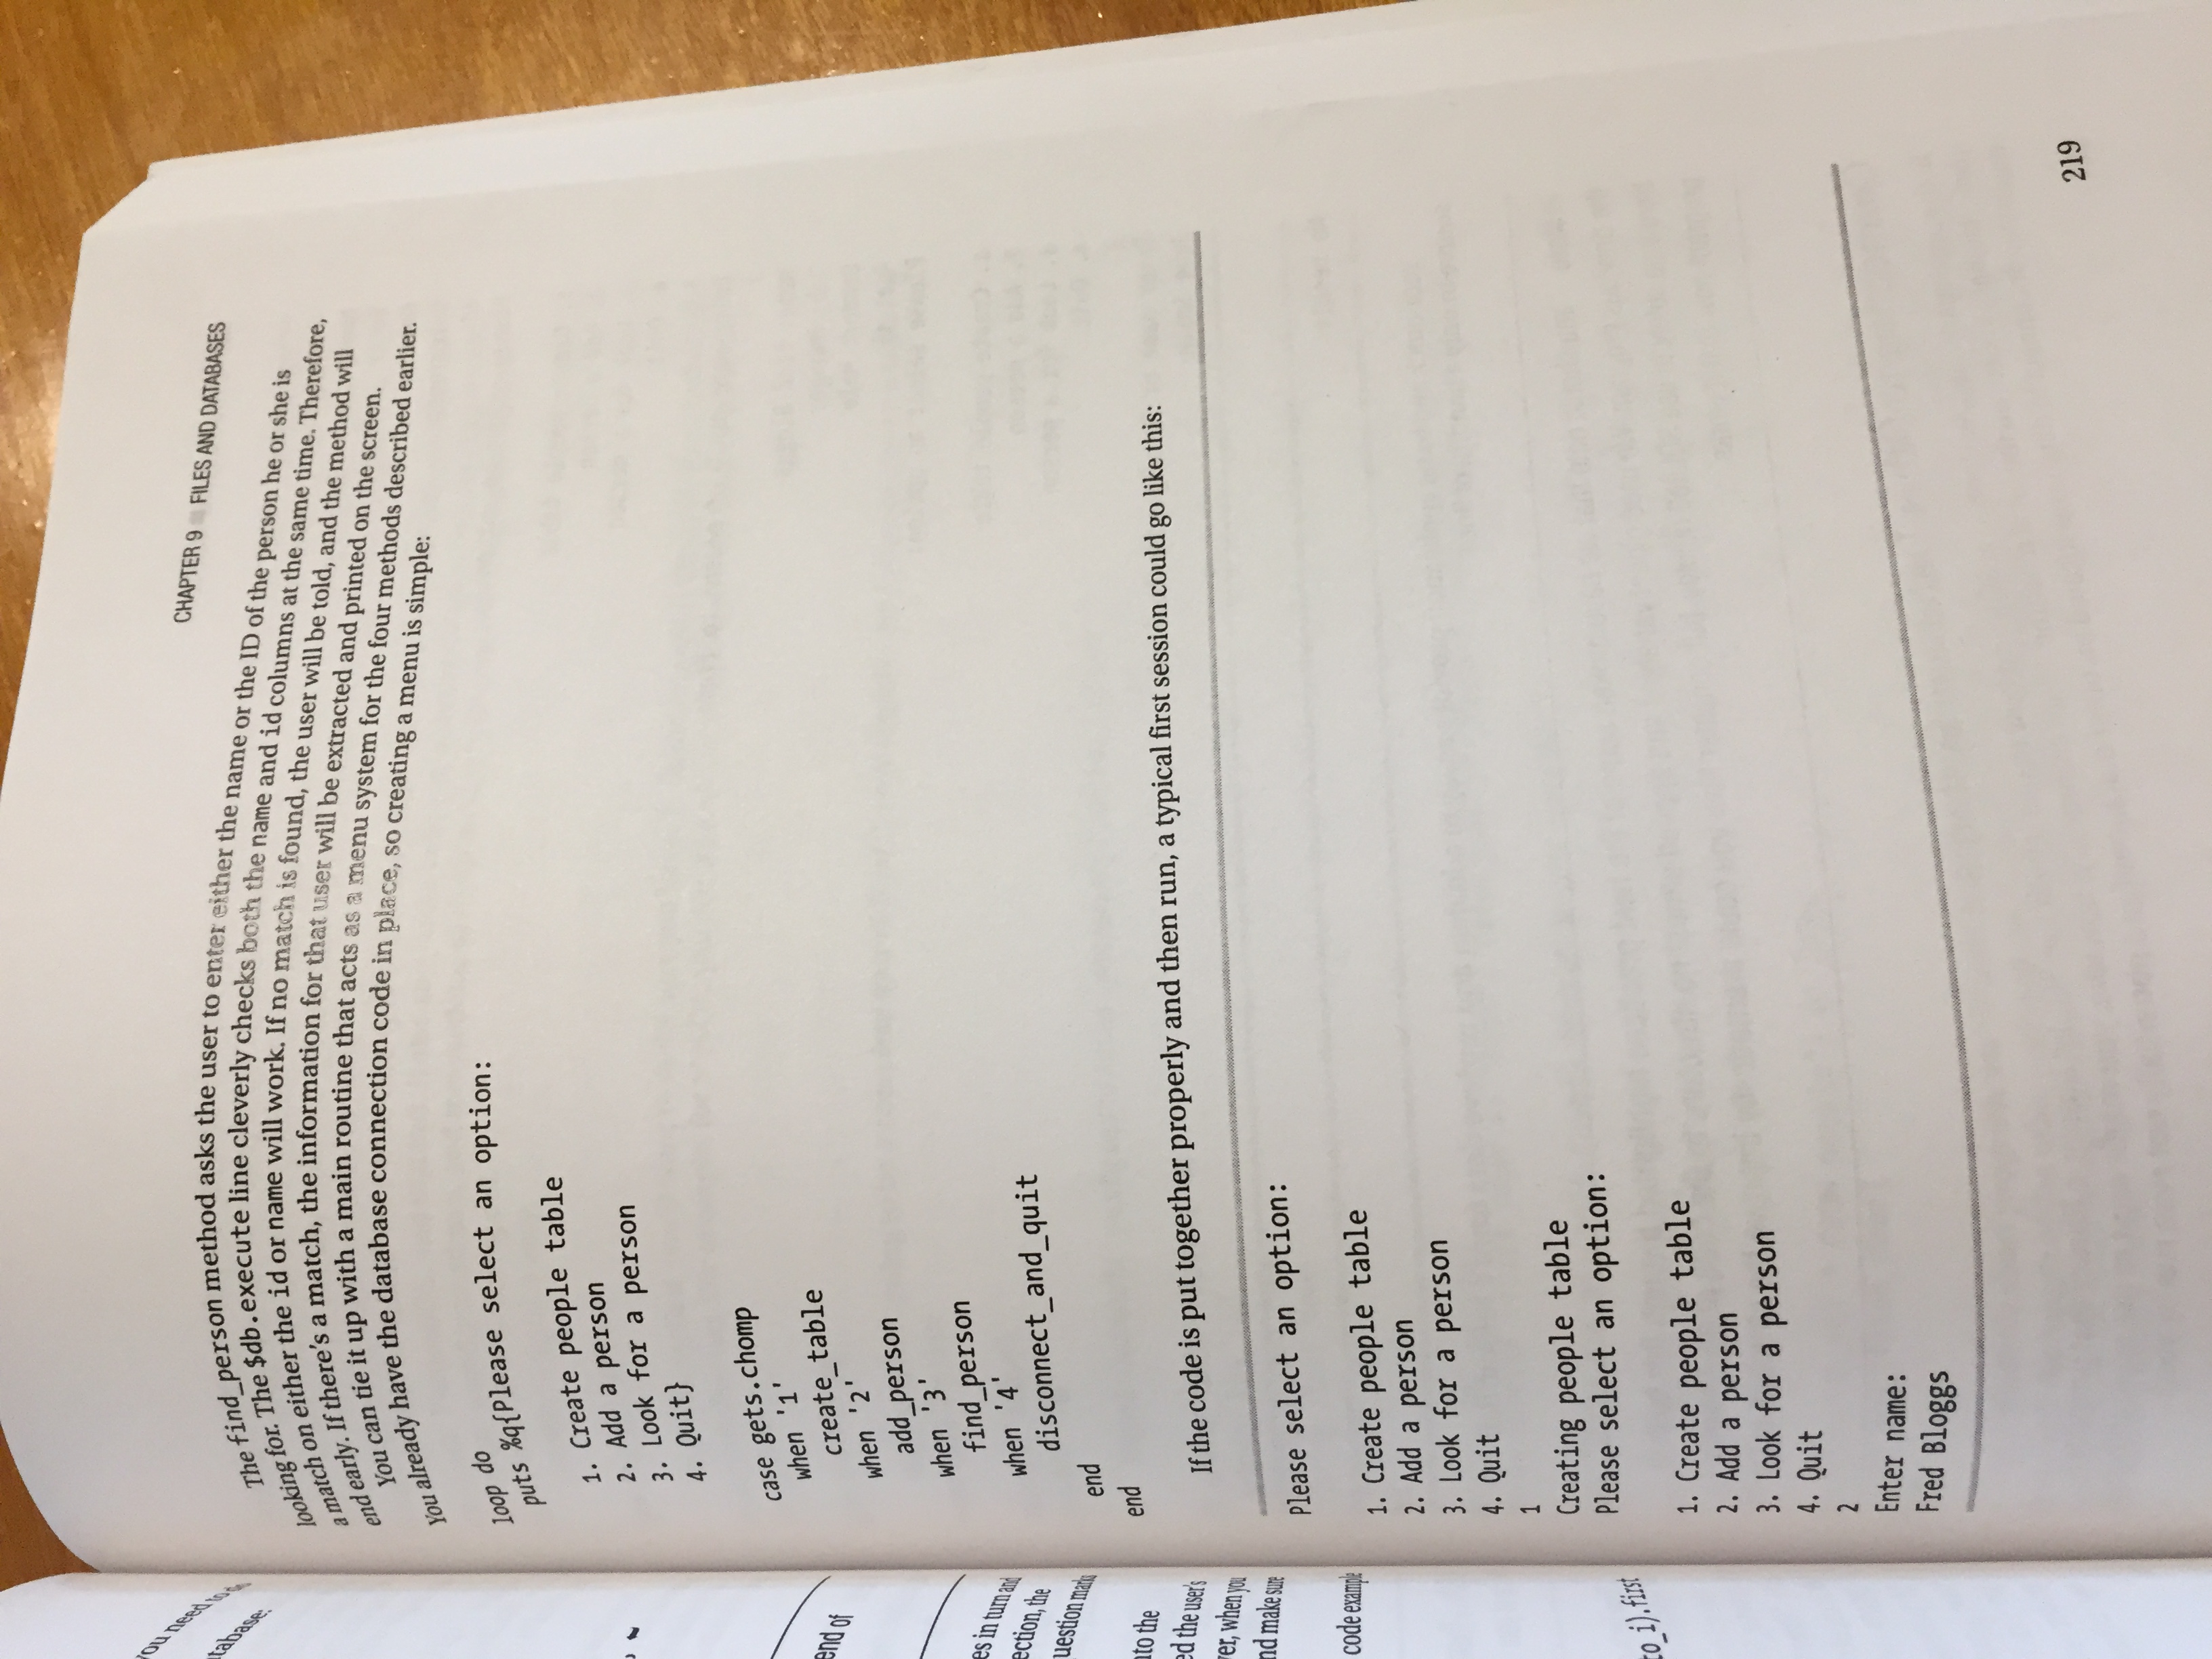 you need to
tabase:
end of
es in turn and
ection, the
uestion marks
to the
ed the user's
er, when you
nd make sure
code example
to_i).first
CHAPTER 9 FILES AND DATABASES
The find_person method asks the user to enter either the name or the ID of the person he or she is
looking for. The $db.execute line cleverly checks both the name and id columns at the same time. Therefore,
a match on either the id or name will work. If no match is found, the user will be told, and the method will
end early. If there's a match, the information for that user will be extracted and printed on the screen.
You can tie it up with a main routine that acts as a menu system for the four methods described earlier.
You already have the database connection code in place, so creating a menu is simple:
loop do
puts %q{Please select an option:
1. Create people table
2. Add a person
3. Look for a person
4. Quit}
case gets.chomp
when '1'
create_table
when '2'
add_person
when '3'
find_person
when '4'
disconnect_and_quit
end
end
If the code is put together properly and then run, a typical first session could go like this:
Please select an option:
1. Create people table
2. Add a person
3. Look for a person
4. Quit
1
Creating people table
Please select an option:
1. Create people table
2. Add a person
3. Look for a person
4. Quit
2
Enter name:
Fred Bloggs
219